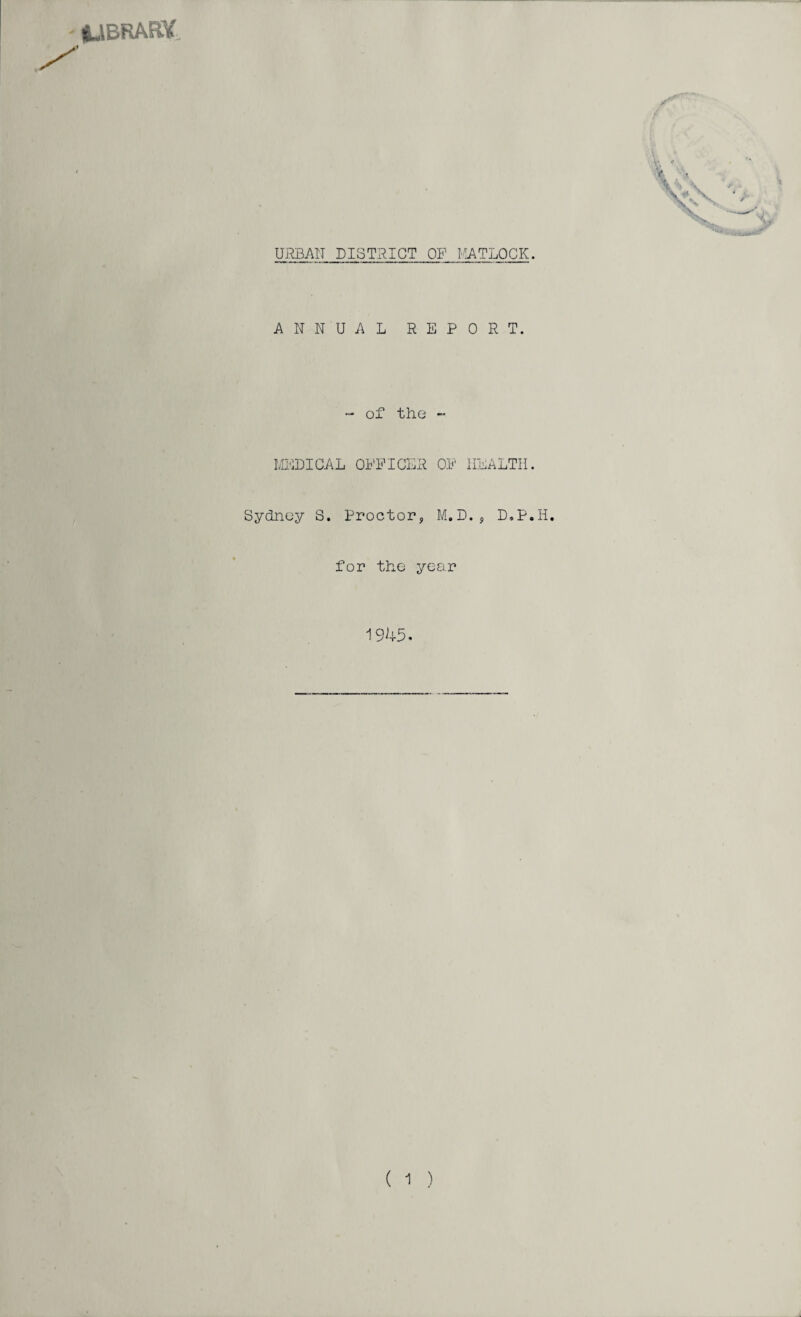 LIBRARY
URBAN DISTRICT OF MATLOCK.
ANNUAL REPORT.
- of the -
MEDICAL OFFICER OF HEALTH.
Sydney S. Proctor, M.D., D.P.H.
for the year
1945.
( 1 )